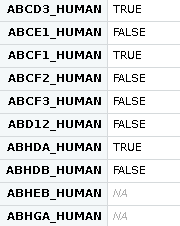 ABCD3_HUMAN TRUE
ABCE1_HUMAN FALSE
ABCF1_HUMAN TRUE
ABCF2_HUMAN FALSE
ABCF3_HUMAN FALSE
ABD12_HUMAN FALSE
ABHDA_HUMAN TRUE
ABHDB_HUMAN FALSE
ABHEB_HUMAN NA
ABHGA_HUMAN NA